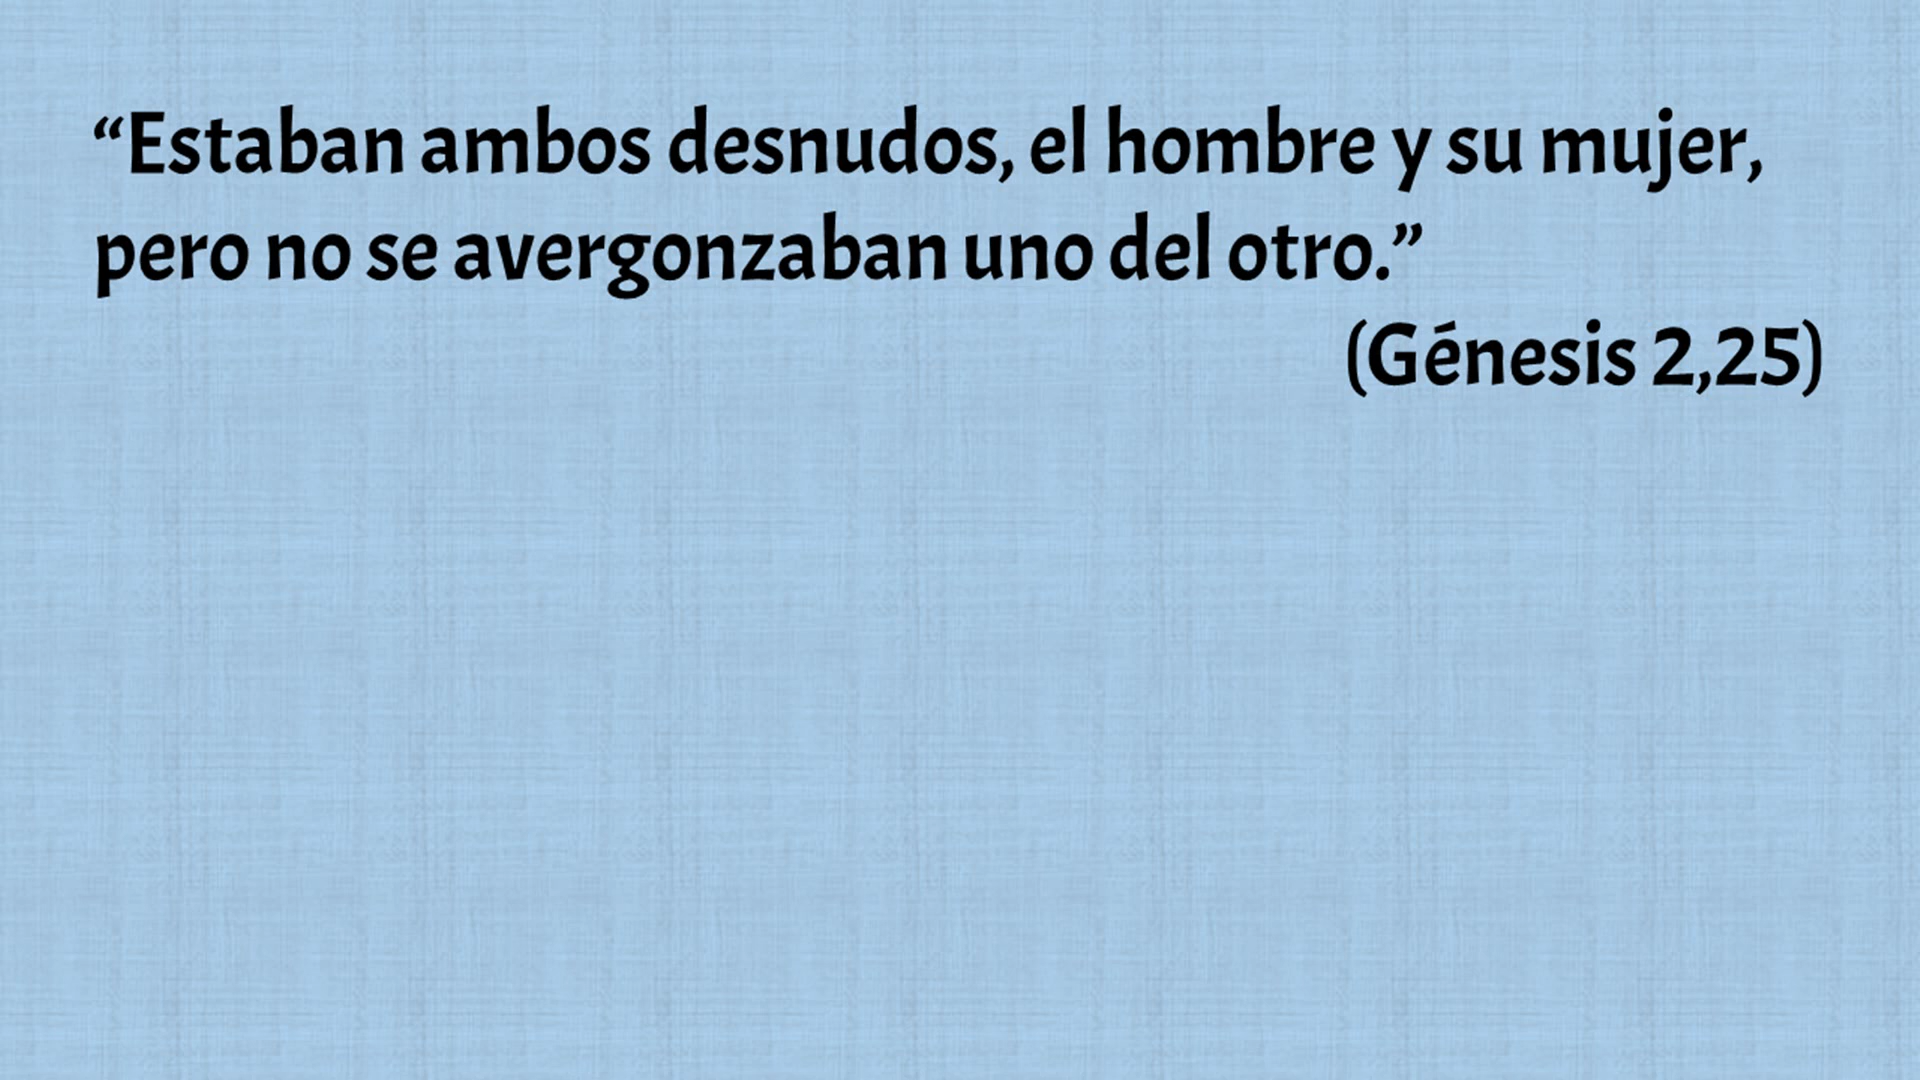 “Estaban ambos desnudos, el hombre y su mujer,
pero no se avergonzaban uno del otro.”
(Génesis 2,25)